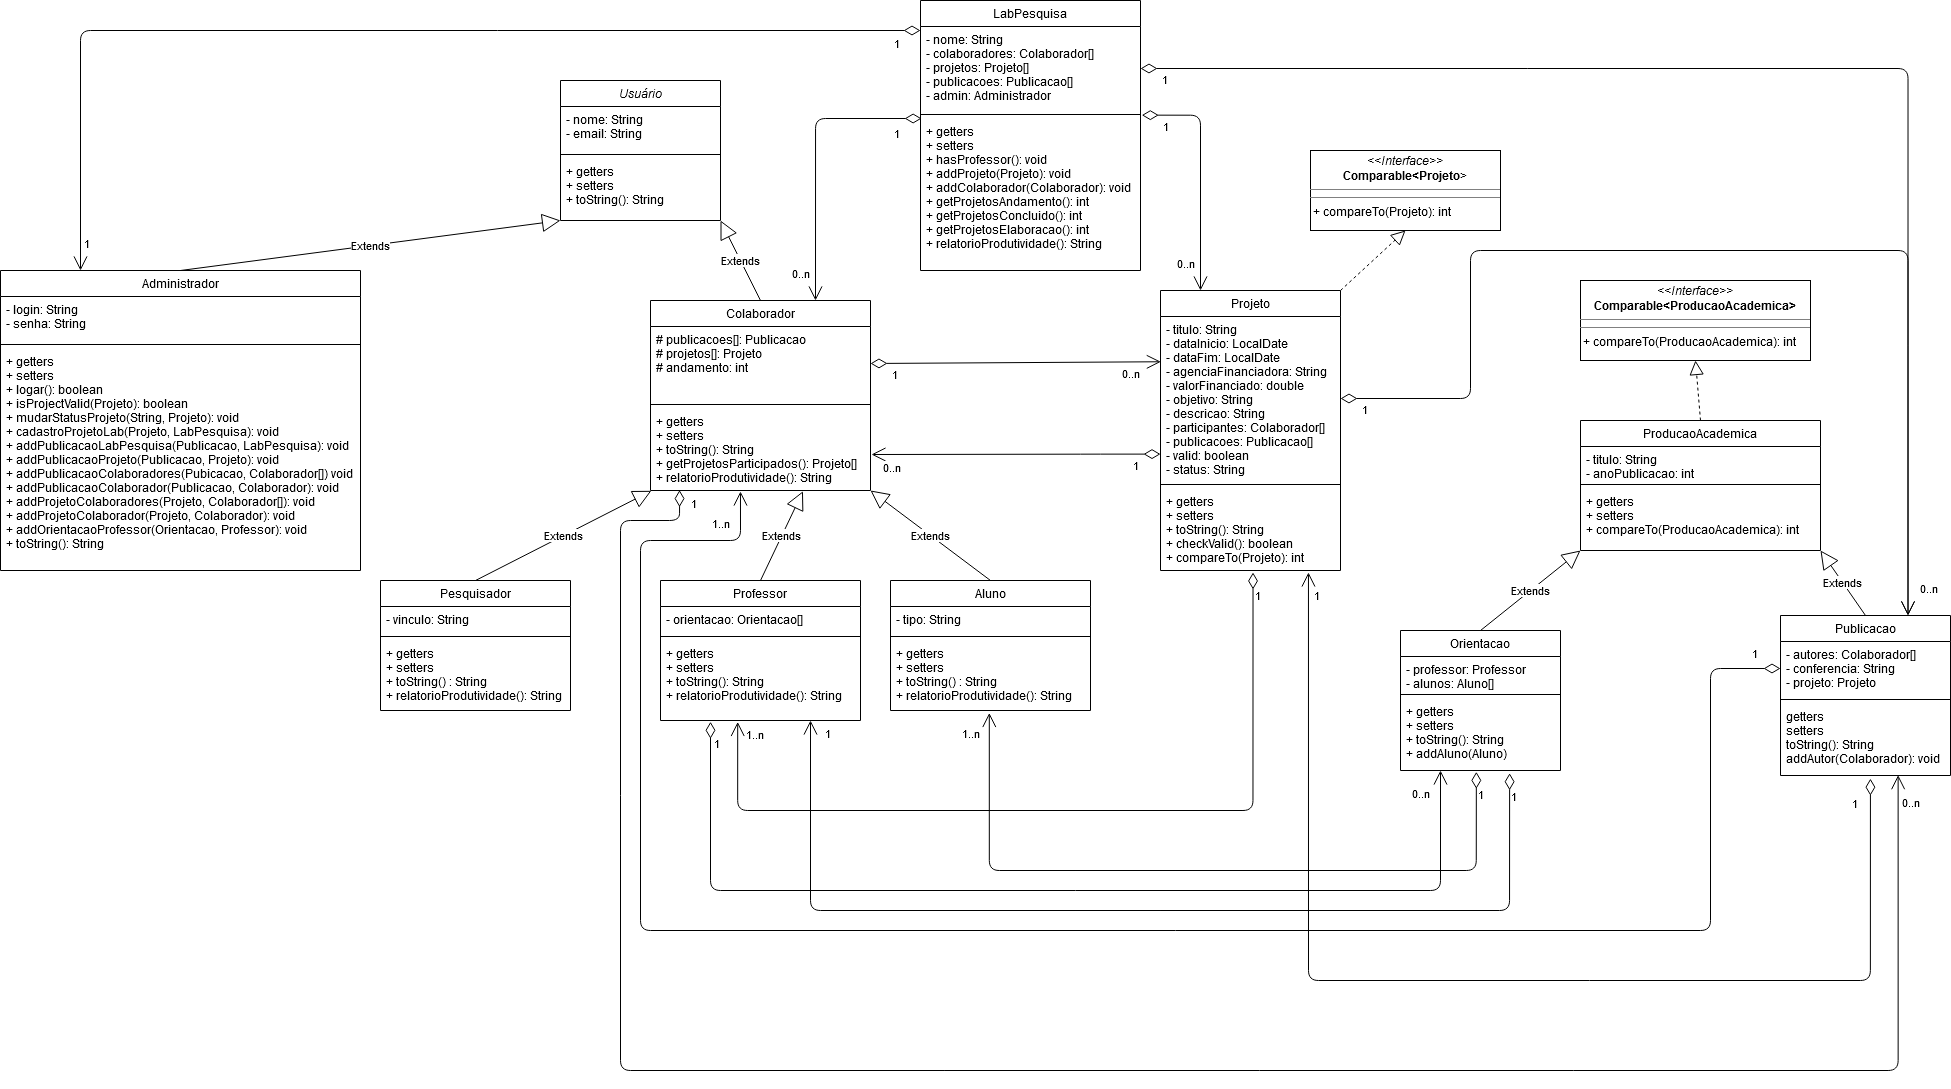 LabPesquisa
- nome: String
- colaboradores: Colaborador[]
- projetos: Projeto[]
- publicacoes: Publicacao[]
- admin: Administrador
+ getters
+ setters
+ hasProfessor(): void
+ addProjeto(Projeto): void
+ addColaborador(Colaborador): void
+ getProjetosAndamento(): int
+ getProjetosConcluido(): int
+ getProjetosElaboracao(): int
+ relatorioProdutividade(): String
1
1
1
1
1
0..n
0..n
Usuário
- nome: String
- email: String
+ getters
+ setters
+ toString(): String
Extends
Extends
<<Interface>>
Comparable<Projeto>
+ compareTo(Projeto): int
Administrador
- login: String
- senha: String
+ getters
+ setters
+ logar(): boolean
+ isProjectValid(Projeto): boolean
+ mudarStatusProjeto(String, Projeto): void
+ cadastroProjetoLab(Projeto, LabPesquisa): void
+ addPublicacaoLabPesquisa(Publicacao, LabPesquisa): void
+ addPublicacaoProjeto(Publicacao, Projeto): void
+ addPublicacaoColaboradores(Pubicacao, Colaborador[]) void
+ addPublicacaoColaborador(Publicacao, Colaborador): void
+ addProjetoColaboradores(Projeto, Colaborador[]): void
+ addProjetoColaborador(Projeto, Colaborador): void
+ addOrientacaoProfessor(Orientacao, Professor): void
+ toString(): String
Colaborador
# publicacoes[]: Publicacao
# projetos[]: Projeto
# andamento: int
+ getters
+ setters
+ toString(): String
+ getProjetosParticipados(): Projeto[]
+ relatorioProdutividade(): String
1
0..n
0..n
1
Projeto
- titulo: String
- dataInicio: LocalDate
- dataFim: LocalDate
- agenciaFinanciadora: String
- valorFinanciado: double
- objetivo: String
- descricao: String
- participantes: Colaborador[]
- publicacoes: Publicacao[]
- valid: boolean
- status: String
+ getters
+ setters
+ toString(): String
+ checkValid(): boolean
+ compareTo(Projeto): int
1
<<Interface>>
Comparable<ProducaoAcademica>
+ compareTo(ProducaoAcademica): int
ProducaoAcademica
- titulo: String
- anoPublicacao: int
+ getters
+ setters
+ compareTo(ProducaoAcademica): int
1
1..n
Extends
Extends
Extends
Extends
Extends
1
1
0..n
Pesquisador
- vinculo: String
+ getters
+ setters
+ toString() : String
+ relatorioProdutividade(): String
Professor
- orientacao: Orientacao[]
+ getters
+ setters
+ toString(): String
+ relatorioProdutividade(): String
Aluno
- tipo: String
+ getters
+ setters
+ toString() : String
+ relatorioProdutividade(): String
Orientacao
- professor: Professor
- alunos: Aluno[]
+ getters
+ setters
+ toString(): String
+ addAluno(Aluno)
Publicacao
- autores: Colaborador[]
- conferencia: String
- projeto: Projeto
getters
setters
toString(): String
addAutor(Colaborador): void
1
1
1..n
1
1..n
0..n
1
1
1
0..n